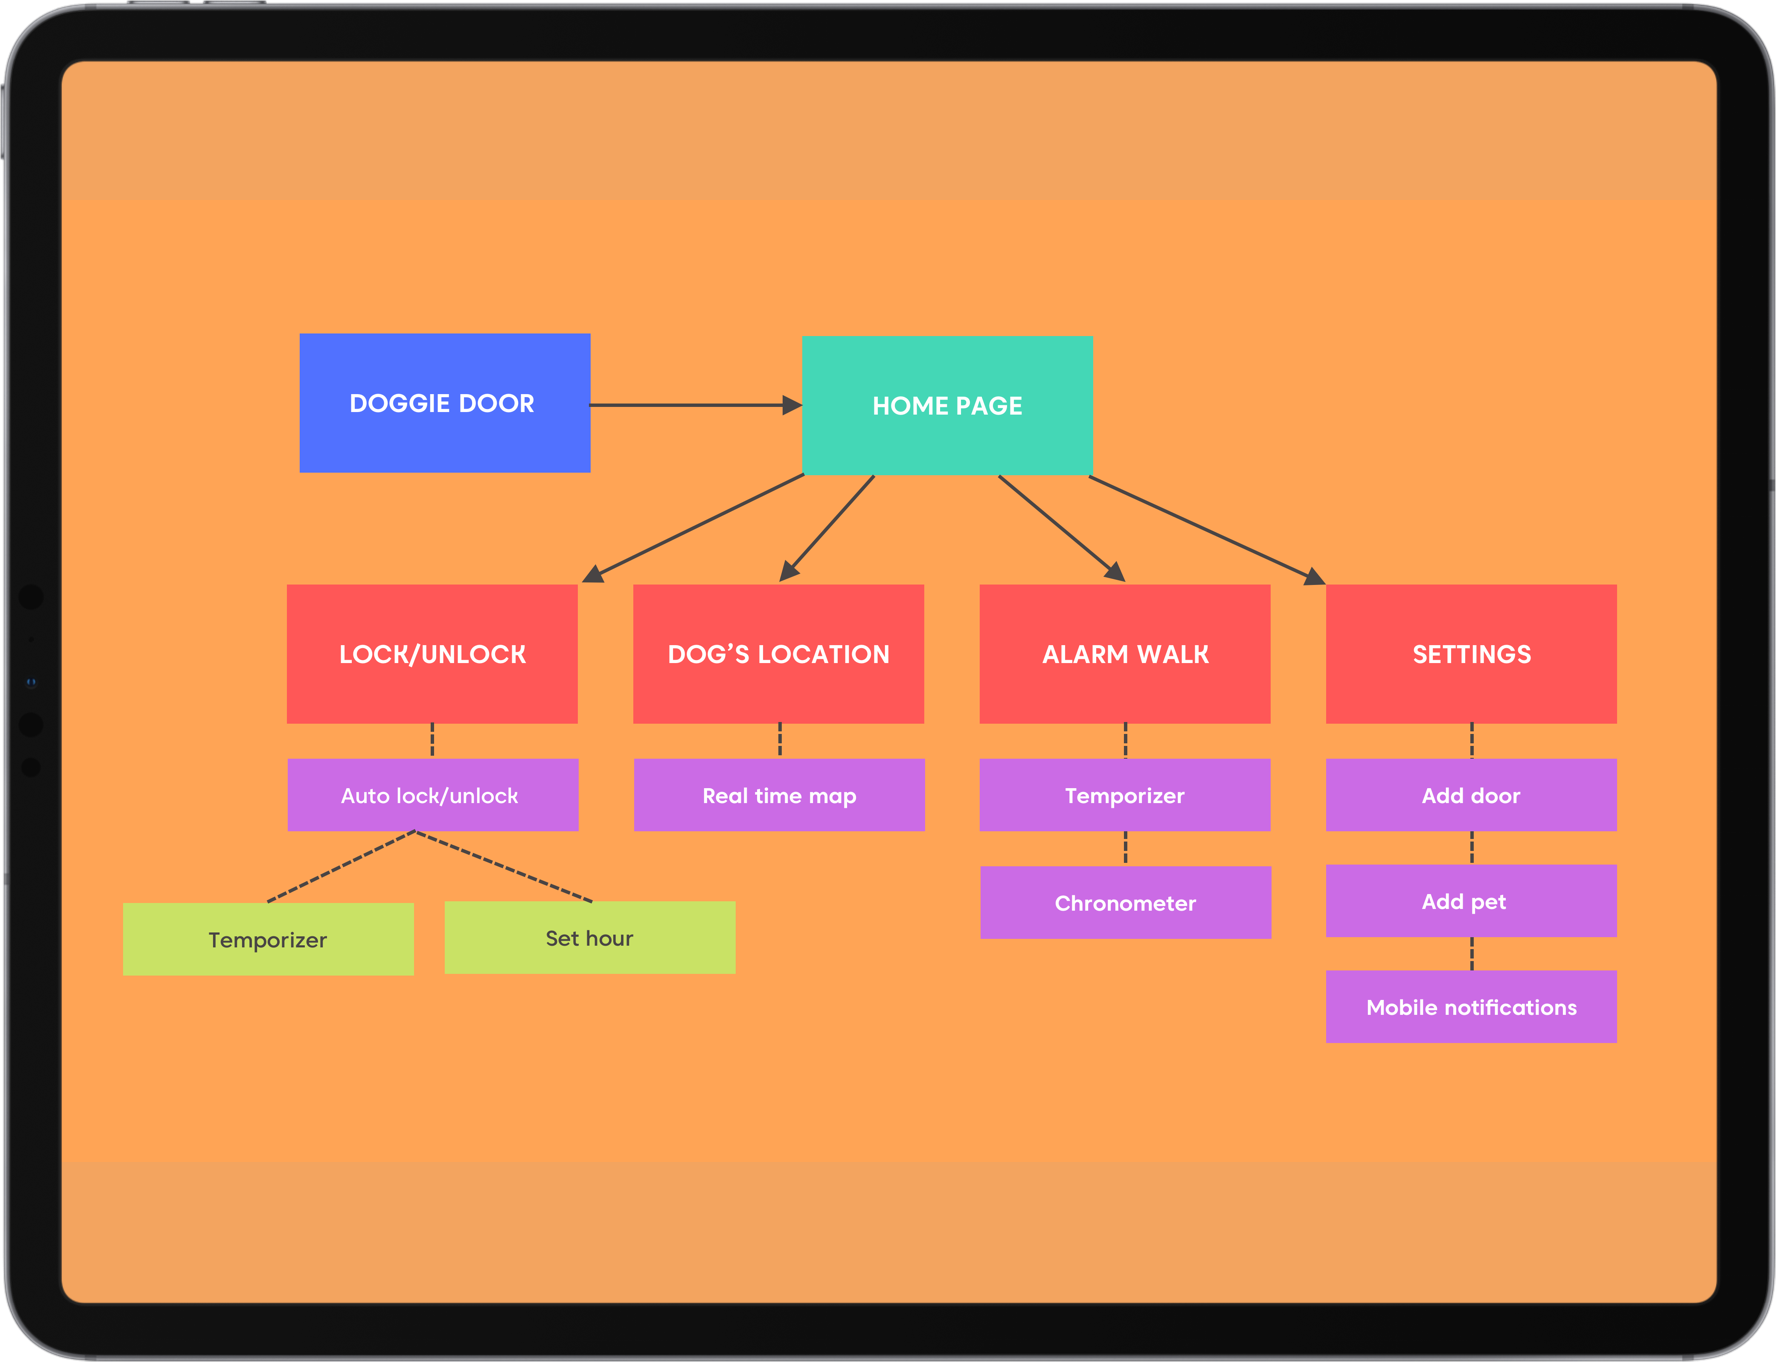 DOGGIE DOOR
HOME PAGE
LOCK/UNLOCK
DOG’S LOCATION
ALARM WALK
SETTINGS
Auto lock/unlock
Real time map
Temporizer
Add door
Chronometer
Add pet
Temporizer
Set hour
Mobile notifications